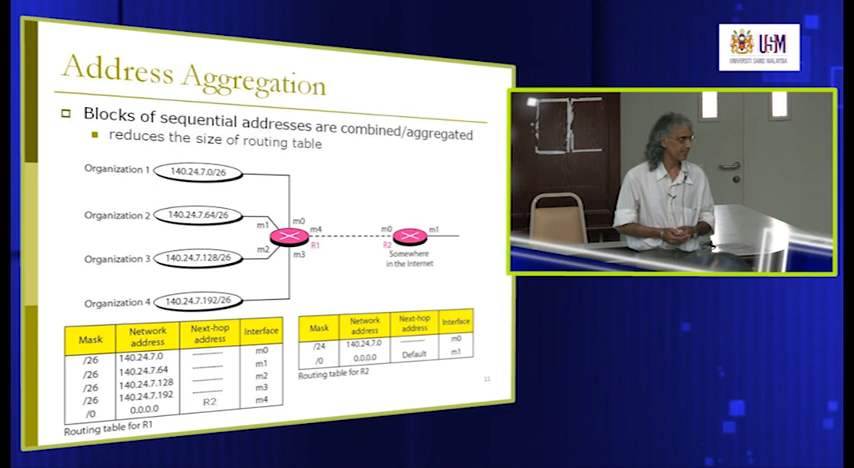 Address Aggregation
Blocks of sequential addresses are combined/aggregated
reduces the size of routing table
Organization 1 140.24.7.0/26
Organization 2 140.24.7.64/26
Organization 3 140.24.7.128/26
Organization 4 140.24.7.192/26
m0
m1
m2
m3
m4
R1
m0
R2
m1
Somewhere
in the Internet
Mask Network address Next-hop address Interface
/26 140.24.7.0 m0
/26 140.24.7.64 m1
/26 140.24.7.128 m2
/26 140.24.7.192 m3
/0 0.0.0.0 R2 m4
Routing table for R1
Mask Network address Next-hop address Interface
/24 140.24.7.0 m0
/0 0.0.0.0 Default m1
Routing table for R2
11
USM
UNIVERSITI SAINS MALAYSIA